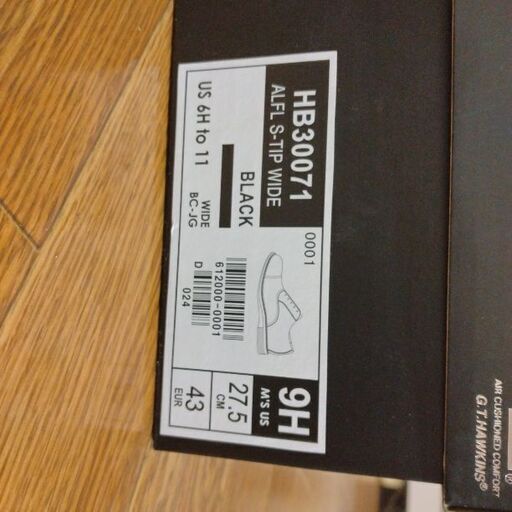 HB30071
ALFL S-TIP WIDE
0001
BLACK
US 6H to 11
WIDE
BC-JG
612000-0001
D
024
9H
M'S US
27.5
CM
43
EUR
AIR CUSHIONED COMFORT
G.T.HAWKINS®